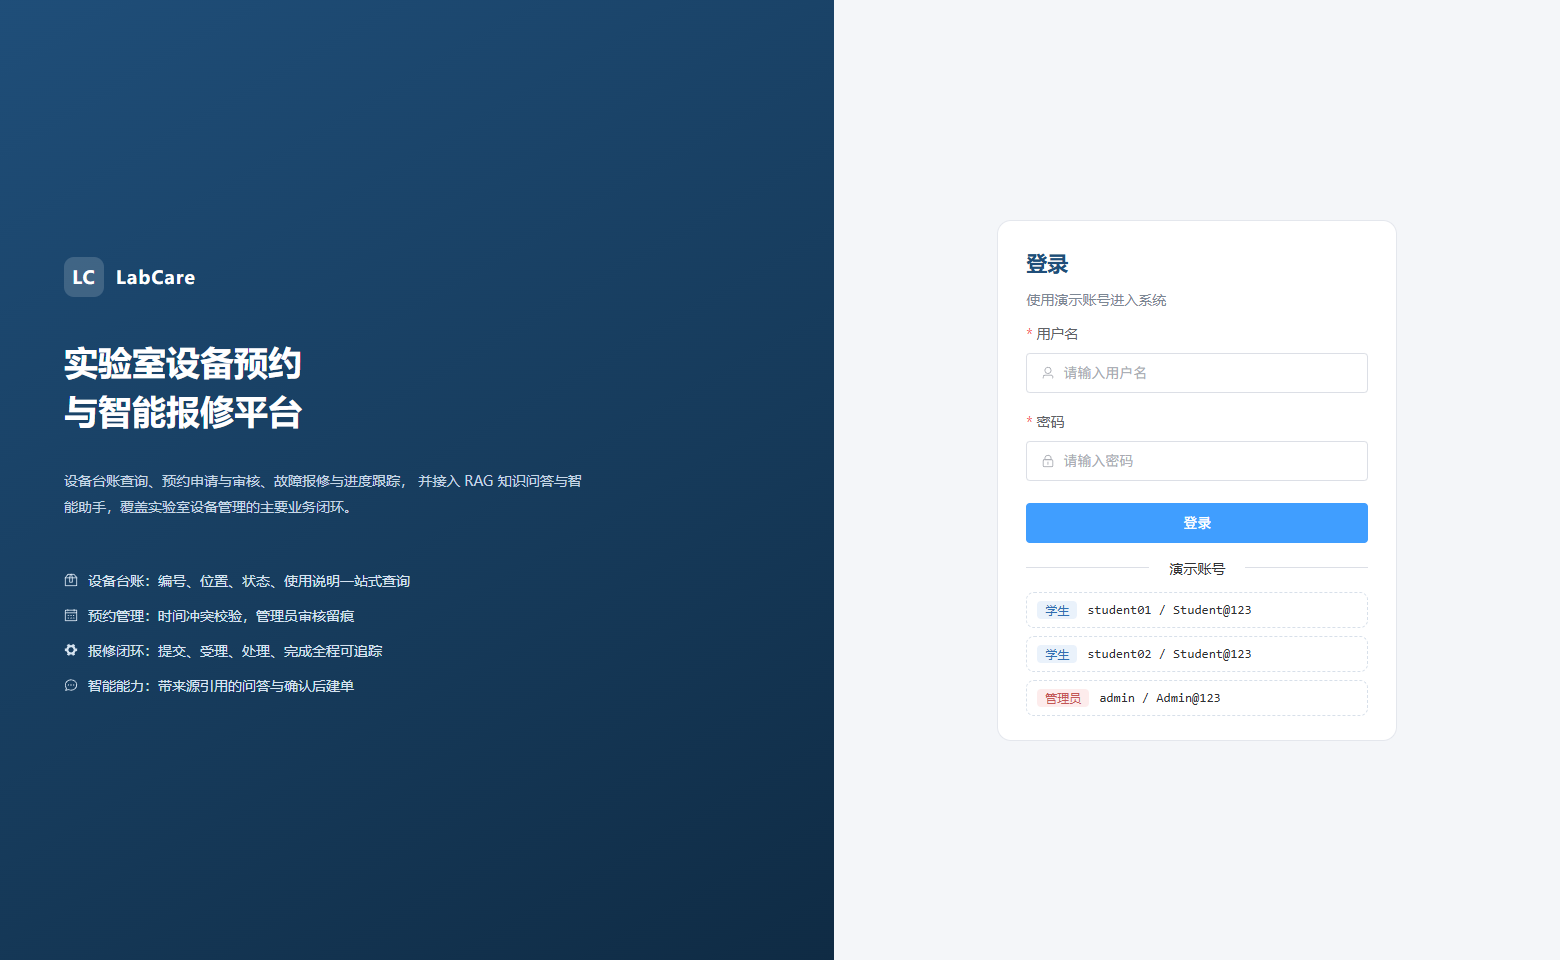 LC LabCare
实验室设备预约
与智能报修平台
设备台账查询、预约申请与审核、故障报修与进度跟踪， 并接入 RAG 知识问答与智
能助手，覆盖实验室设备管理的主要业务闭环。
设备台账：编号、位置、状态、使用说明一站式查询
预约管理：时间冲突校验，管理员审核留痕
报修闭环：提交、受理、处理、完成全程可追踪
智能能力：带来源引用的问答与确认后建单
登录
使用演示账号进入系统
* 用户名
请输入用户名
* 密码
请输入密码
登录
演示账号
学生 student01 / Student@123
学生 student02 / Student@123
管理员 admin / Admin@123